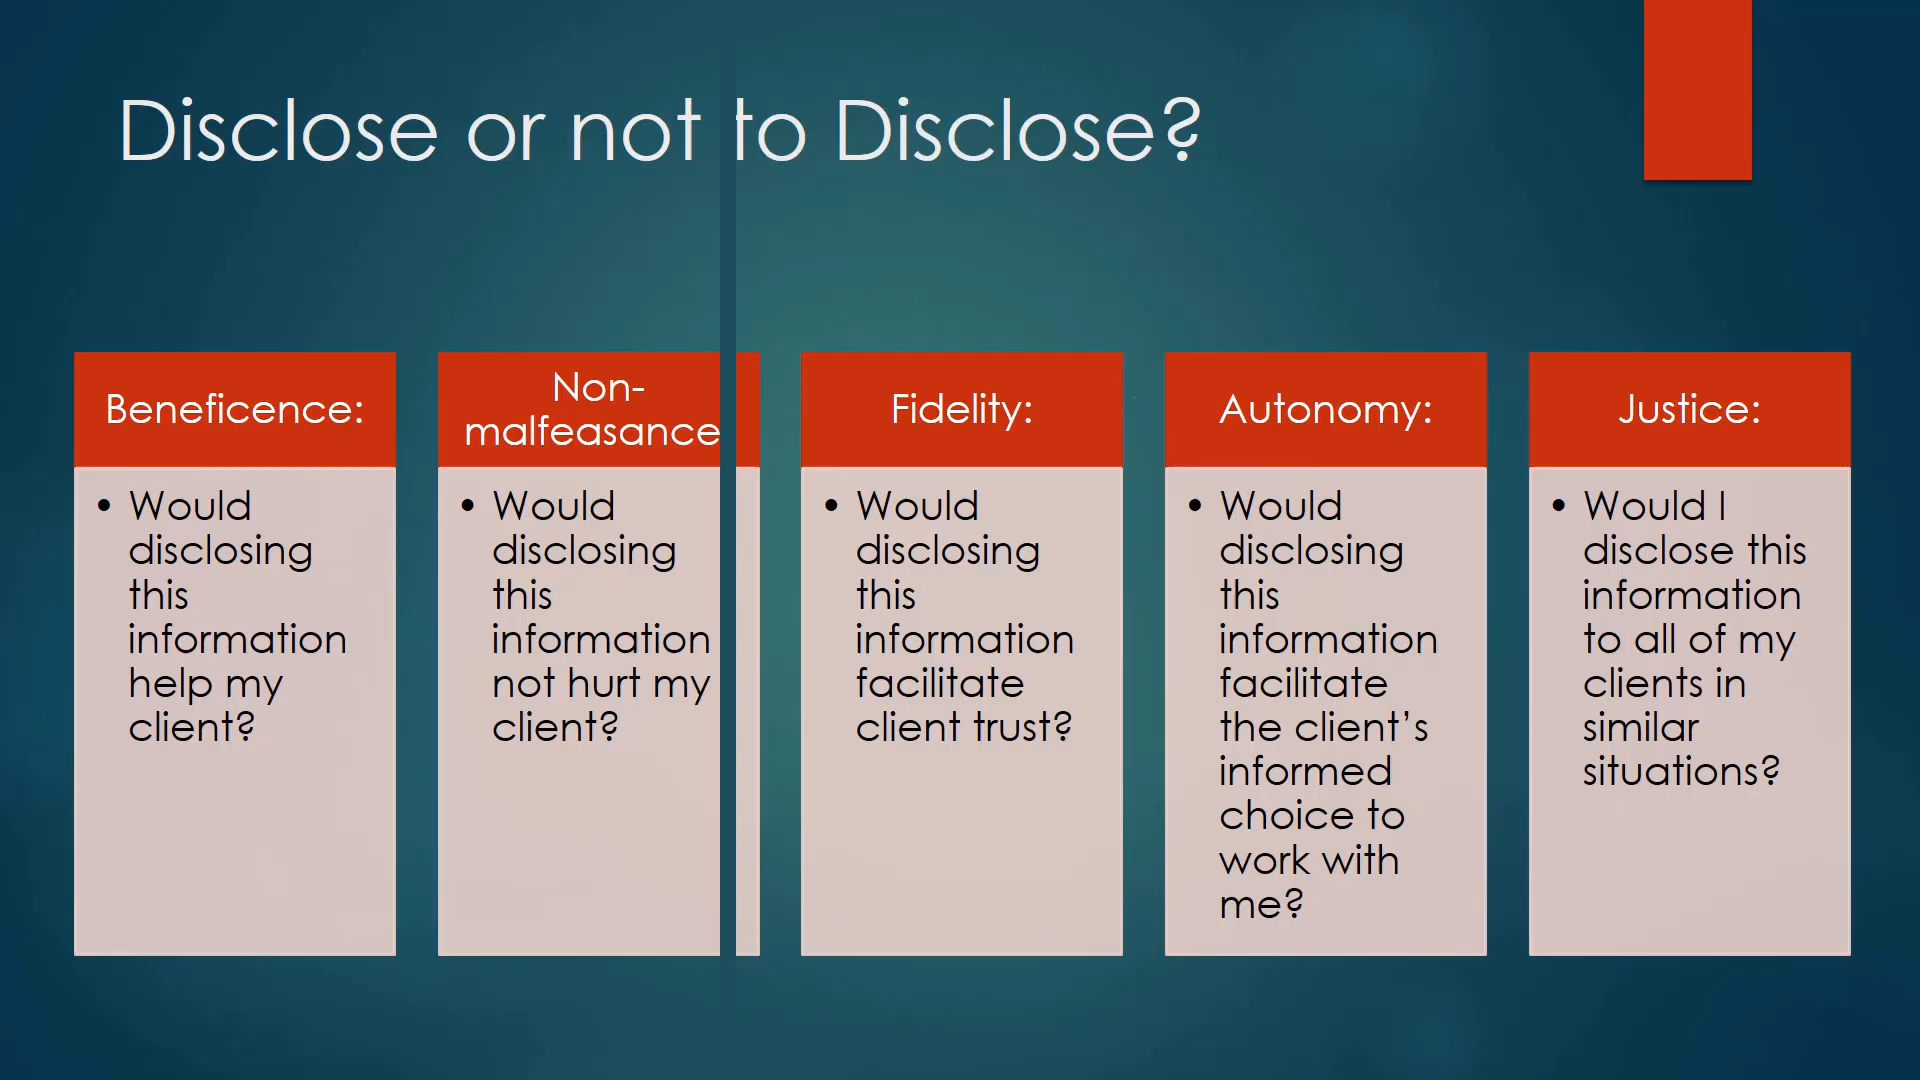 Disclose or not to Disclose?
Beneficence:
• Would
disclosing
this
information
help my
client?
Non-
malfeasance
• Would
disclosing
this
information
not hurt my
client?
Fidelity:
• Would
disclosing
this
information
facilitate
client trust?
Autonomy:
• Would
disclosing
this
information
facilitate
the client’s
informed
choice to
work with
me?
Justice:
• Would I
disclose this
information
to all of my
clients in
similar
situations?